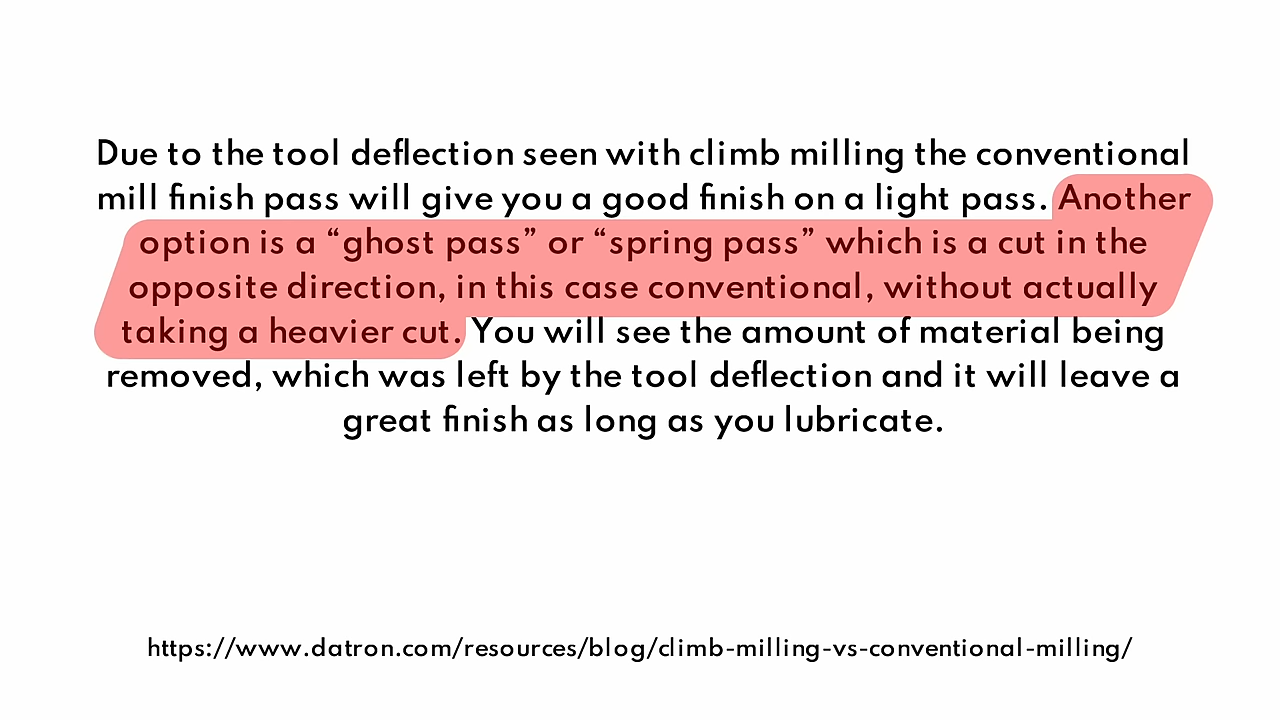 Due to the tool deflection seen with climb milling the conventional
mill finish pass will give you a good finish on a light pass. Another
option is a “ghost pass” or “spring pass” which is a cut in the
opposite direction, in this case conventional, without actually
taking a heavier cut. You will see the amount of material being
removed, which was left by the tool deflection and it will leave a
great finish as long as you lubricate.
https://www.datron.com/resources/blog/climb-milling-vs-conventional-milling/